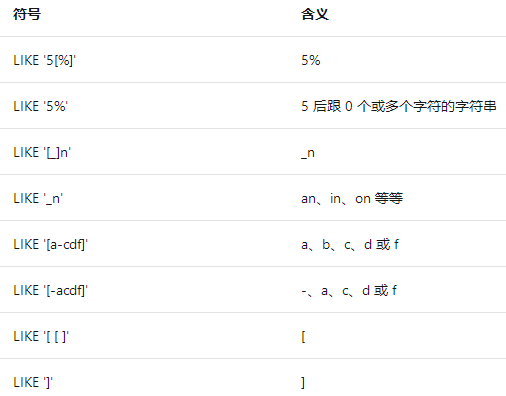 符号 含义
LIKE '5[%]' 5%
LIKE '5%' 5 后跟 0 个或多个字符的字符串
LIKE '[_]n' _n
LIKE '_n' an、in、on 等等
LIKE '[a-cdf]' a、b、c、d 或 f
LIKE '[-acdf]' -、a、c、d 或 f
LIKE '[ [ ]' [
LIKE ']' ]